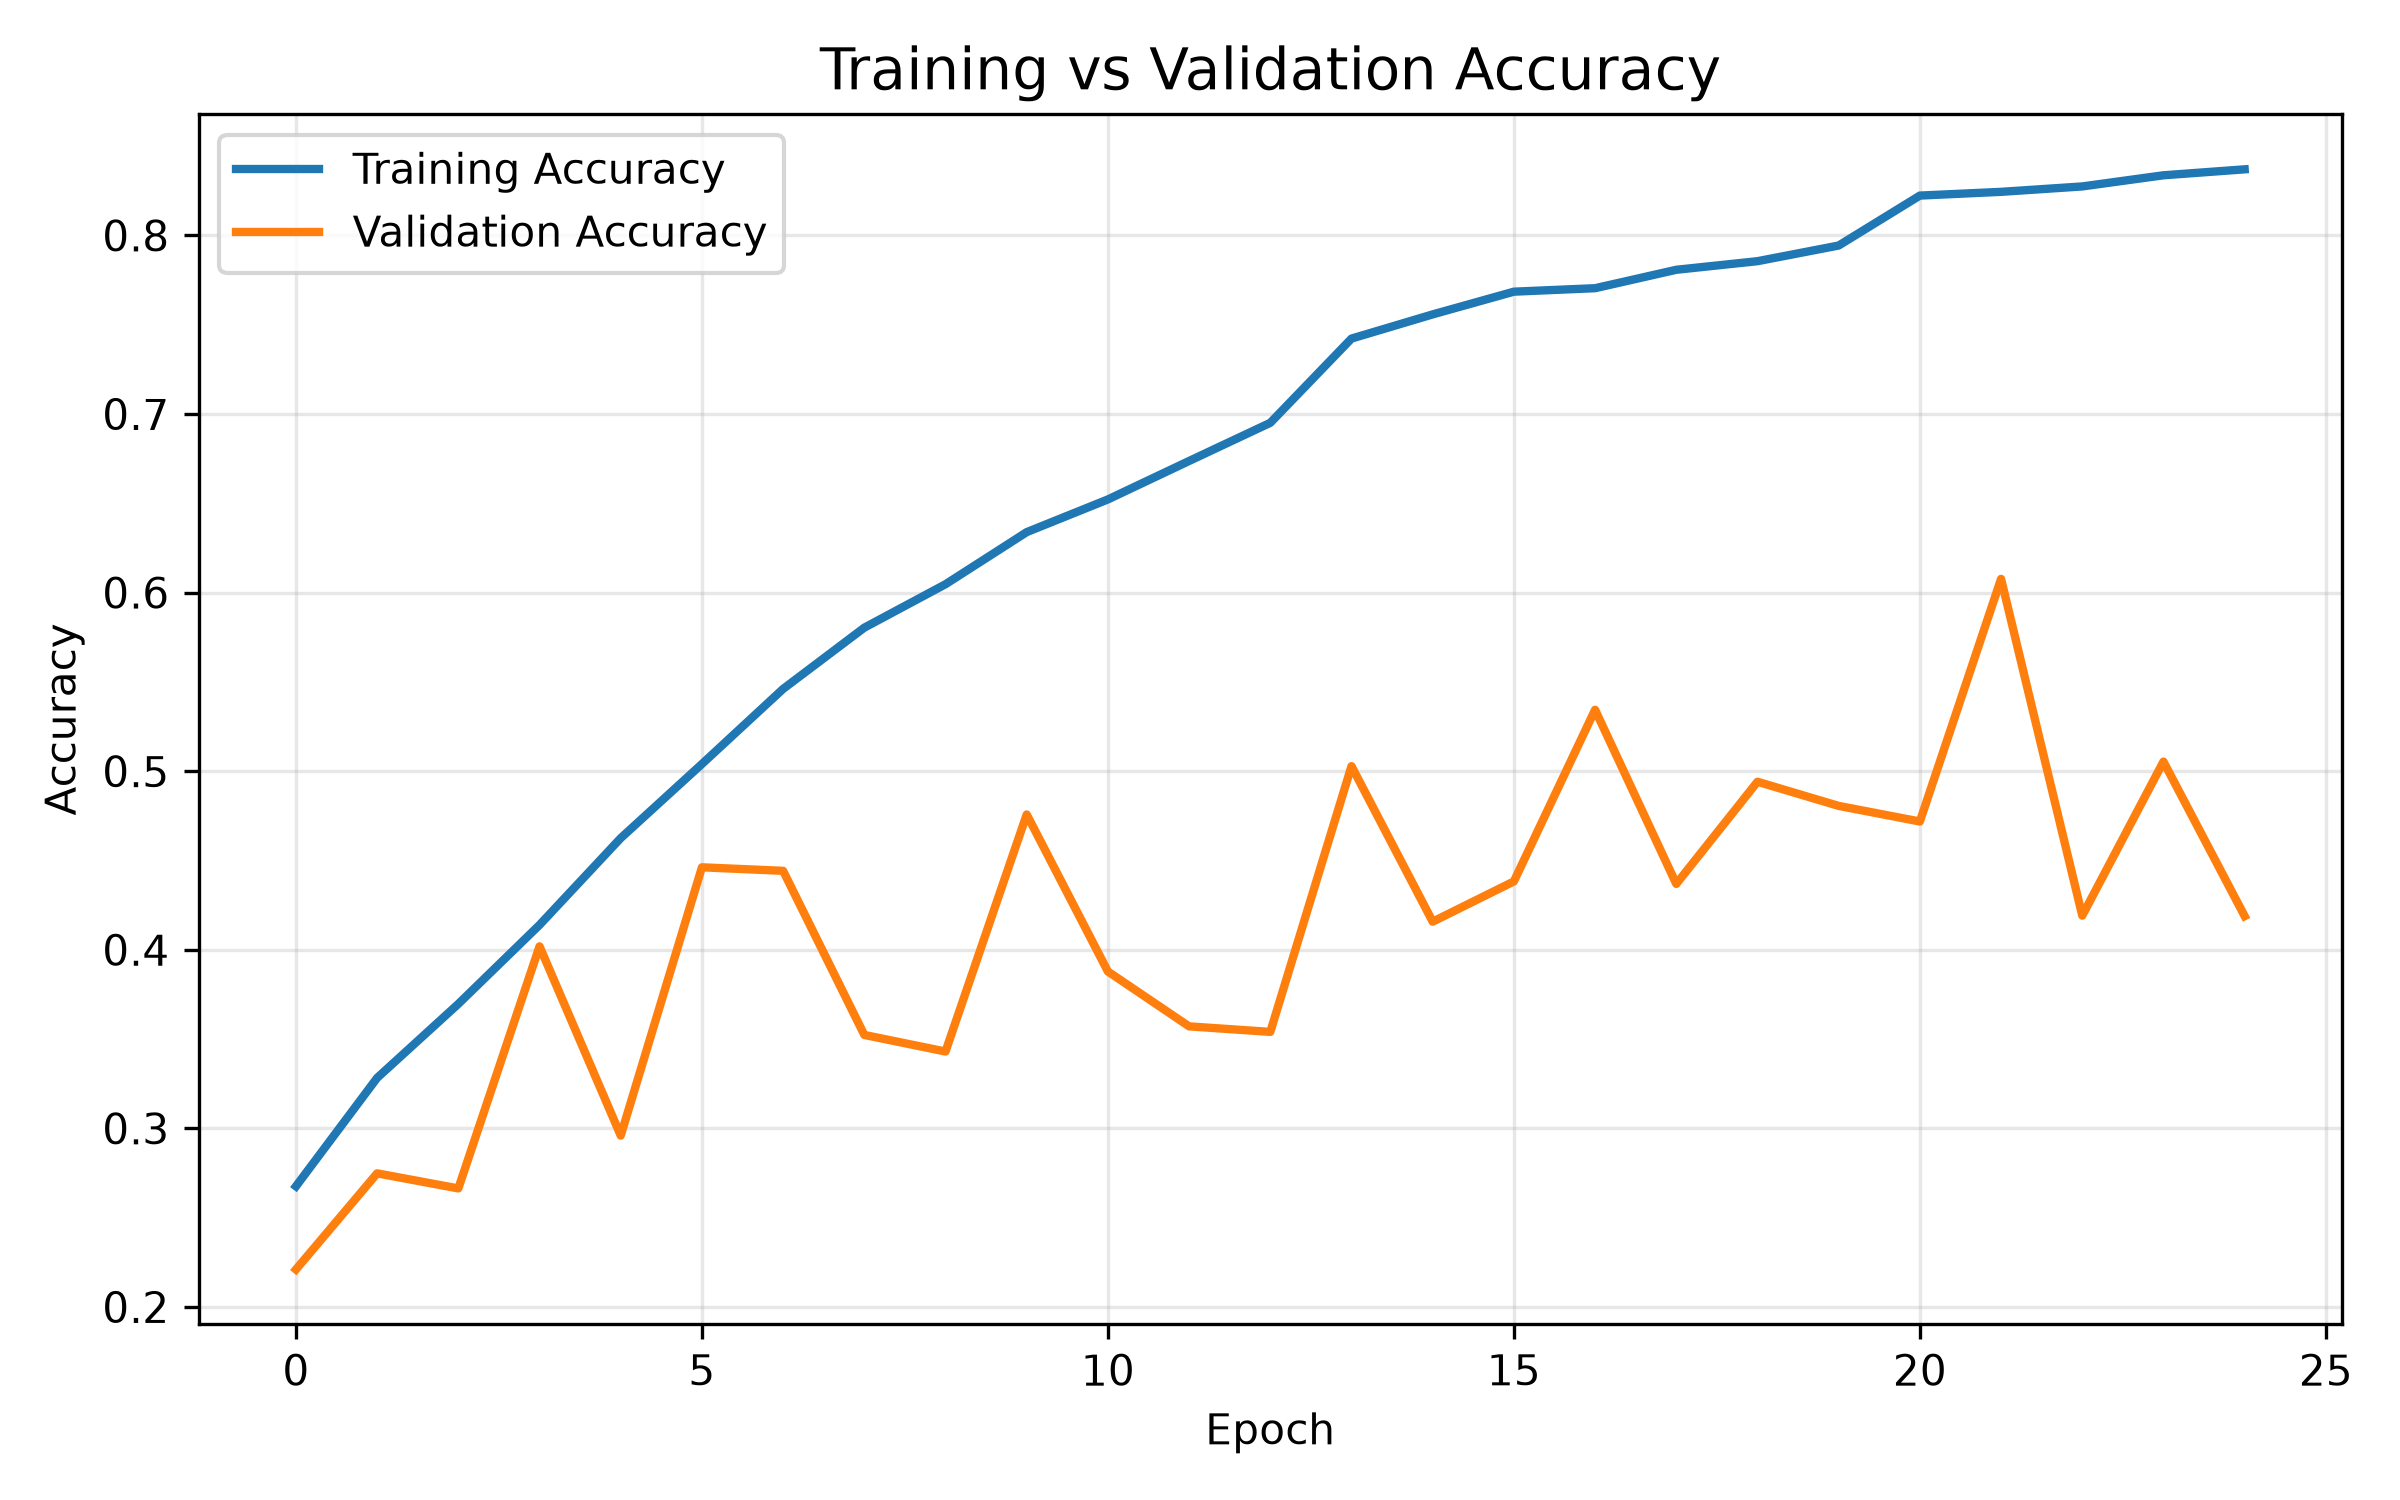 Training vs Validation Accuracy
Training Accuracy
Validation Accuracy
0.8
0.7
0.6
0.5
0.4
0.3
0.2
Accuracy
0 5 10 15 20 25
Epoch